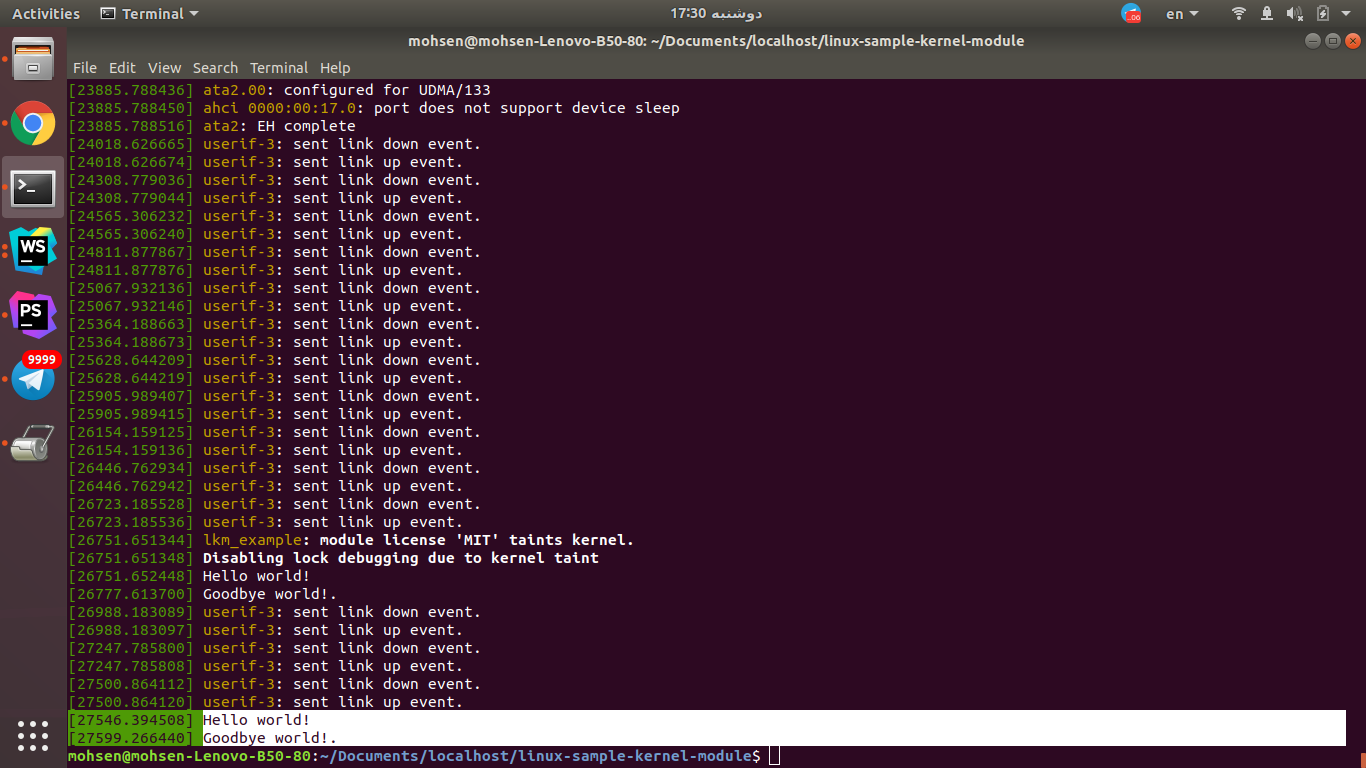 Activities
Terminal
دوشنبه 17:30
.06
en
mohsen@mohsen-Lenovo-B50-80: ~/Documents/localhost/linux-sample-kernel-module
File Edit View Search Terminal Help
[23885.788436] ata2.00: configured for UDMA/133
[23885.788450] ahci 0000:00:17.0: port does not support device sleep
[23885.788516] ata2: EH complete
[24018.626665] userif-3: sent link down event.
[24018.626674] userif-3: sent link up event.
[24308.779036] userif-3: sent link down event.
[24308.779044] userif-3: sent link up event.
[24565.306232] userif-3: sent link down event.
[24565.306240] userif-3: sent link up event.
[24811.877867] userif-3: sent link down event.
[24811.877876] userif-3: sent link up event.
[25067.932136] userif-3: sent link down event.
[25067.932146] userif-3: sent link up event.
[25364.188663] userif-3: sent link down event.
[25364.188673] userif-3: sent link up event.
[25628.644209] userif-3: sent link down event.
[25628.644219] userif-3: sent link up event.
[25905.989407] userif-3: sent link down event.
[25905.989415] userif-3: sent link up event.
[26154.159125] userif-3: sent link down event.
[26154.159136] userif-3: sent link up event.
[26446.762934] userif-3: sent link down event.
[26446.762942] userif-3: sent link up event.
[26723.185528] userif-3: sent link down event.
[26723.185536] userif-3: sent link up event.
[26751.651344] lkm_example: module license 'MIT' taints kernel.
[26751.651348] Disabling lock debugging due to kernel taint
[26751.652448] Hello world!
[26777.613700] Goodbye world!.
[26988.183089] userif-3: sent link down event.
[26988.183097] userif-3: sent link up event.
[27247.785800] userif-3: sent link down event.
[27247.785808] userif-3: sent link up event.
[27500.864112] userif-3: sent link down event.
[27500.864120] userif-3: sent link up event.
[27546.394508] Hello world!
[27599.266440] Goodbye world!.
mohsen@mohsen-Lenovo-B50-80:~/Documents/localhost/linux-sample-kernel-module$
WS
PS
9999